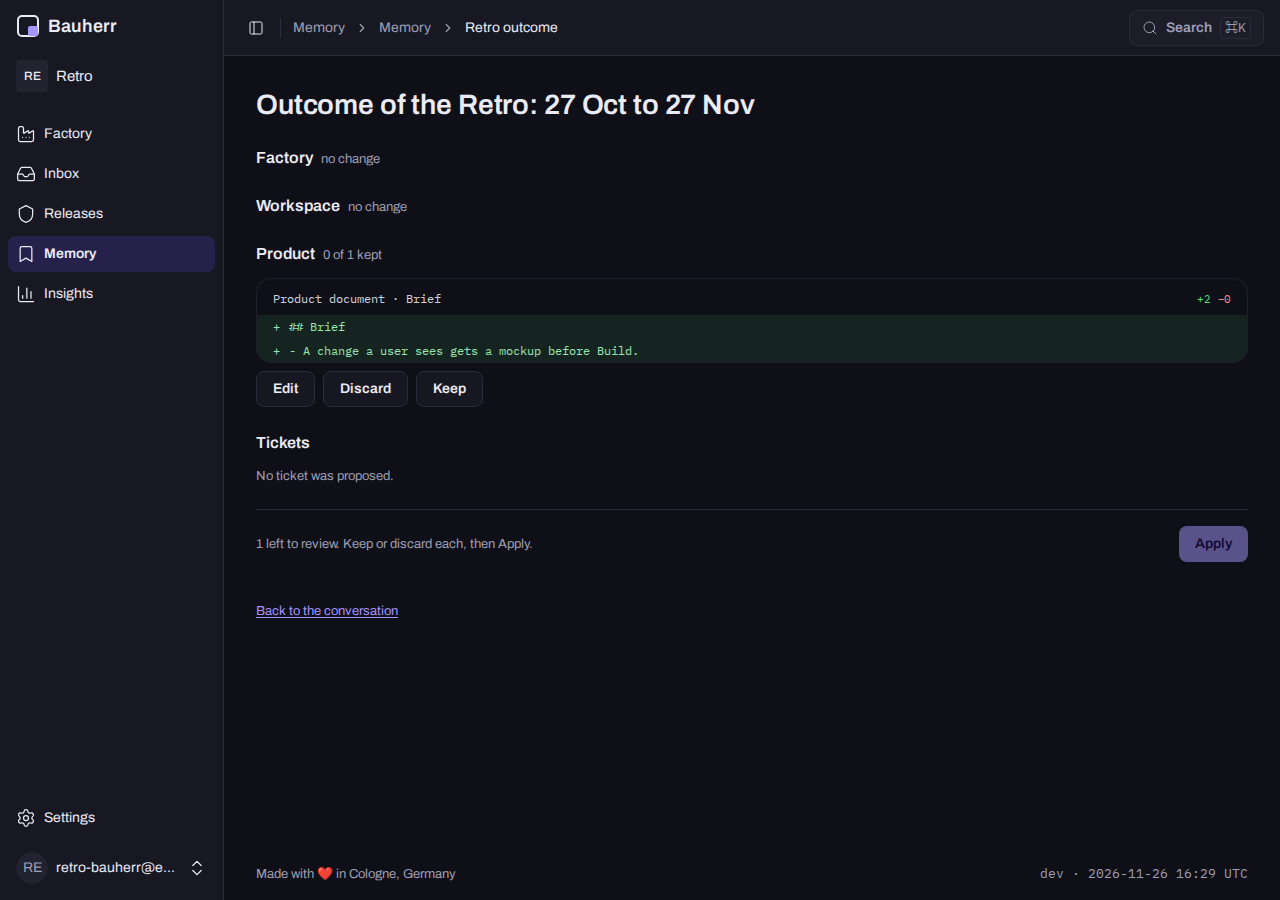 Bauherr
RE Retro
Factory
Inbox
Releases
Memory
Insights
Settings
RE retro-bauherr@e...
Memory > Memory > Retro outcome
Search ⌘K
Outcome of the Retro: 27 Oct to 27 Nov
Factory no change
Workspace no change
Product 0 of 1 kept
Product document · Brief +2 −0
+ ## Brief
+ - A change a user sees gets a mockup before Build.
Edit Discard Keep
Tickets
No ticket was proposed.
1 left to review. Keep or discard each, then Apply.
Apply
Back to the conversation
Made with ❤️ in Cologne, Germany
dev · 2026-11-26 16:29 UTC